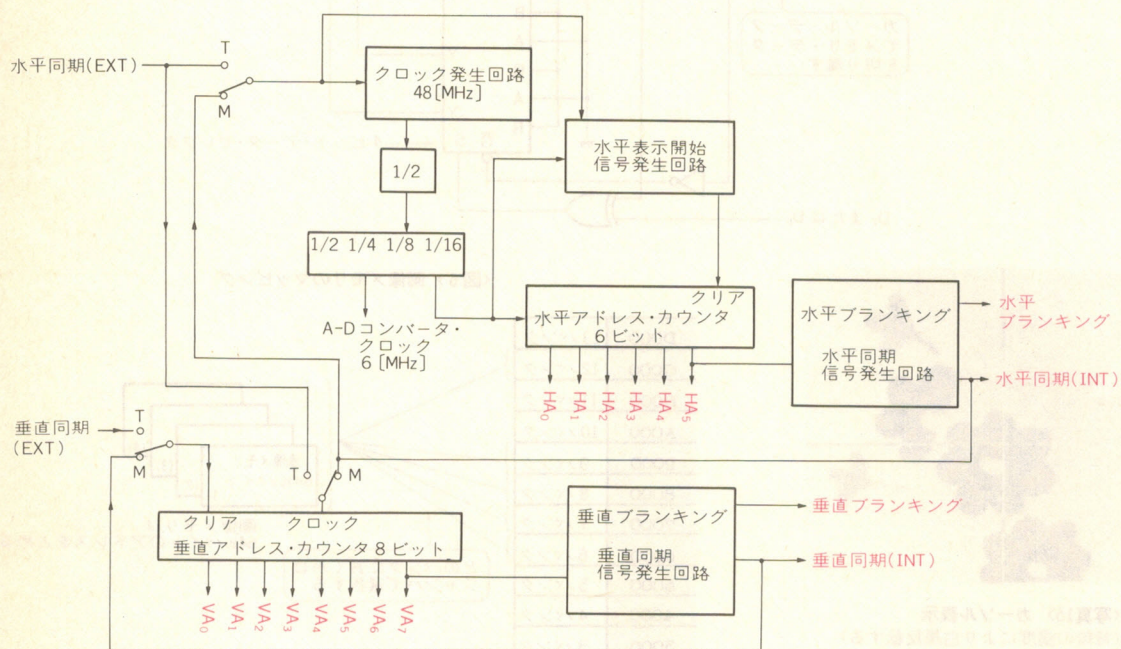 水平同期(EXT)
T
M
クロック発生回路
48[MHz]
1/2
1/2 1/4 1/8 1/16
A-Dコンバータ・
クロック
6[MHz]
水平表示開始
信号発生回路
クリア
水平アドレス・カウンタ
6ビット
HA₀ HA₁ HA₂ HA₃ HA₄ HA₅
水平ブランキング
水平同期
信号発生回路
水平
ブランキング
水平同期(INT)
垂直同期
(EXT)
T
M
T
M
クリア クロック
垂直アドレス・カウンタ8ビット
VA₀ VA₁ VA₂ VA₃ VA₄ VA₅ VA₆ VA₇
垂直ブランキング
垂直同期
信号発生回路
垂直ブランキング
垂直同期(INT)